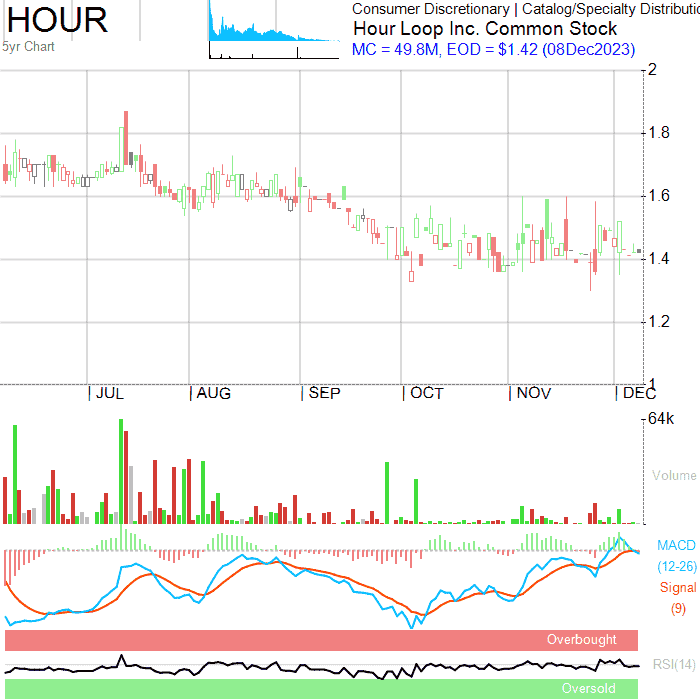 HOUR
5yr Chart
Consumer Discretionary | Catalog/Specialty Distributio
Hour Loop Inc. Common Stock
MC = 49.8M, EOD = $1.42 (08Dec2023)
2
1.8
1.6
1.4
1.2
1
JUL AUG SEP OCT NOV DEC
64k
Volume
MACD
(12-26)
Signal
(9)
Overbought
RSI(14)
Oversold